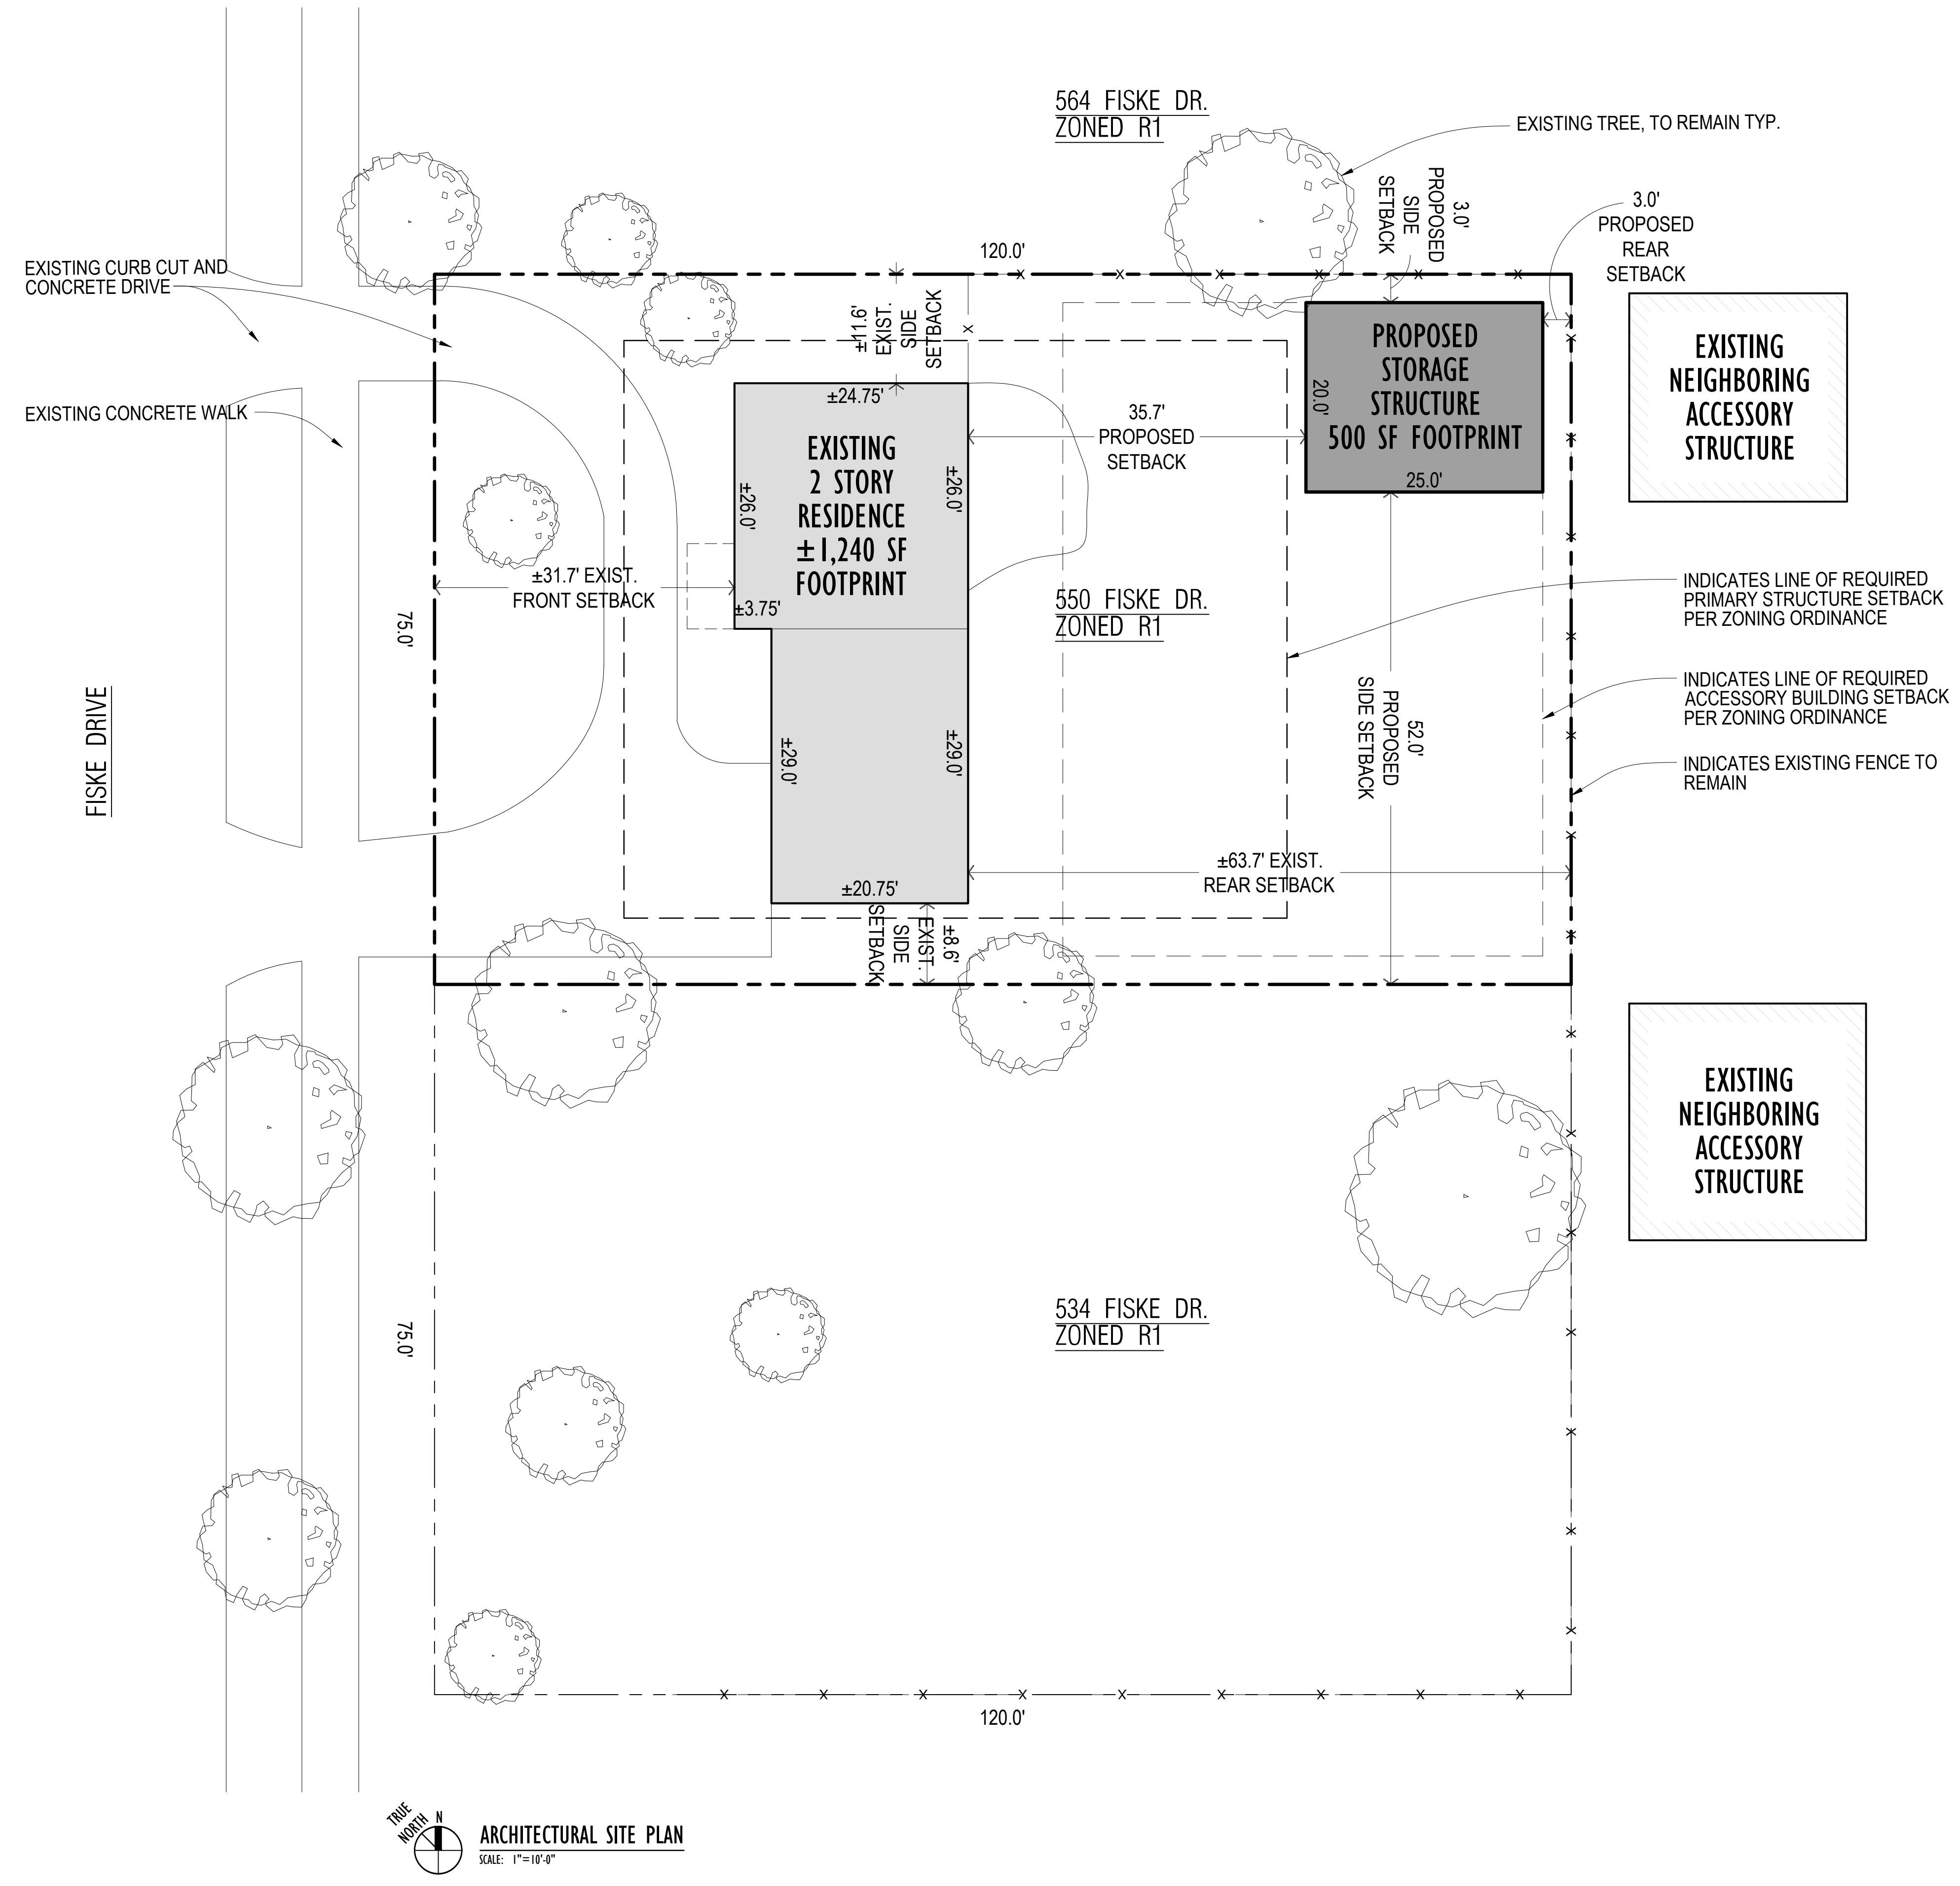 564 FISKE DR.
ZONED R1
EXISTING TREE, TO REMAIN TYP.
3.0'
PROPOSED
SIDE
SETBACK
3.0'
PROPOSED
REAR
SETBACK
120.0'
EXISTING CURB CUT AND
CONCRETE DRIVE
EXISTING CONCRETE WALK
±11.6'
EXIST.
SIDE
SETBACK
PROPOSED
STORAGE
STRUCTURE
500 SF FOOTPRINT
20.0'
25.0'
EXISTING
NEIGHBORING
ACCESSORY
STRUCTURE
±24.75'
EXISTING
2 STORY
RESIDENCE
±1,240 SF
FOOTPRINT
±26.0'
±26.0'
35.7'
PROPOSED
SETBACK
±31.7' EXIST.
FRONT SETBACK
±3.75'
75.0'
550 FISKE DR.
ZONED R1
INDICATES LINE OF REQUIRED
PRIMARY STRUCTURE SETBACK
PER ZONING ORDINANCE
INDICATES LINE OF REQUIRED
ACCESSORY BUILDING SETBACK
PER ZONING ORDINANCE
INDICATES EXISTING FENCE TO
REMAIN
FISKE DRIVE
±29.0'
±29.0'
52.0'
PROPOSED
SIDE SETBACK
±63.7' EXIST.
REAR SETBACK
±20.75'
±8.6'
EXIST.
SIDE
SETBACK
EXISTING
NEIGHBORING
ACCESSORY
STRUCTURE
534 FISKE DR.
ZONED R1
75.0'
120.0'
TRUE
NORTH
N
ARCHITECTURAL SITE PLAN
SCALE: 1"=10'-0"